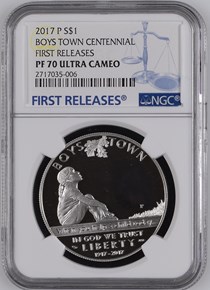 2017 P S$1
BOYS TOWN CENTENNIAL
FIRST RELEASES
PF 70 ULTRA CAMEO
2717035-006
FIRST RELEASES®
NGC®
BOYS TOWN
IN GOD WE TRUST
LIBERTY
1917-2017